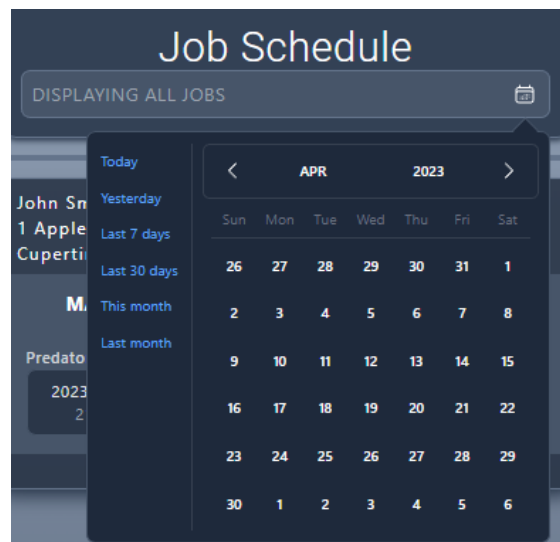 Job Schedule
DISPLAYING ALL JOBS
Today
Yesterday
Last 7 days
Last 30 days
This month
Last month
APR 2023
Sun Mon Tue Wed Thu Fri Sat
26 27 28 29 30 31 1
2 3 4 5 6 7 8
9 10 11 12 13 14 15
16 17 18 19 20 21 22
23 24 25 26 27 28 29
30 1 2 3 4 5 6
John
1 Apple
2023
2